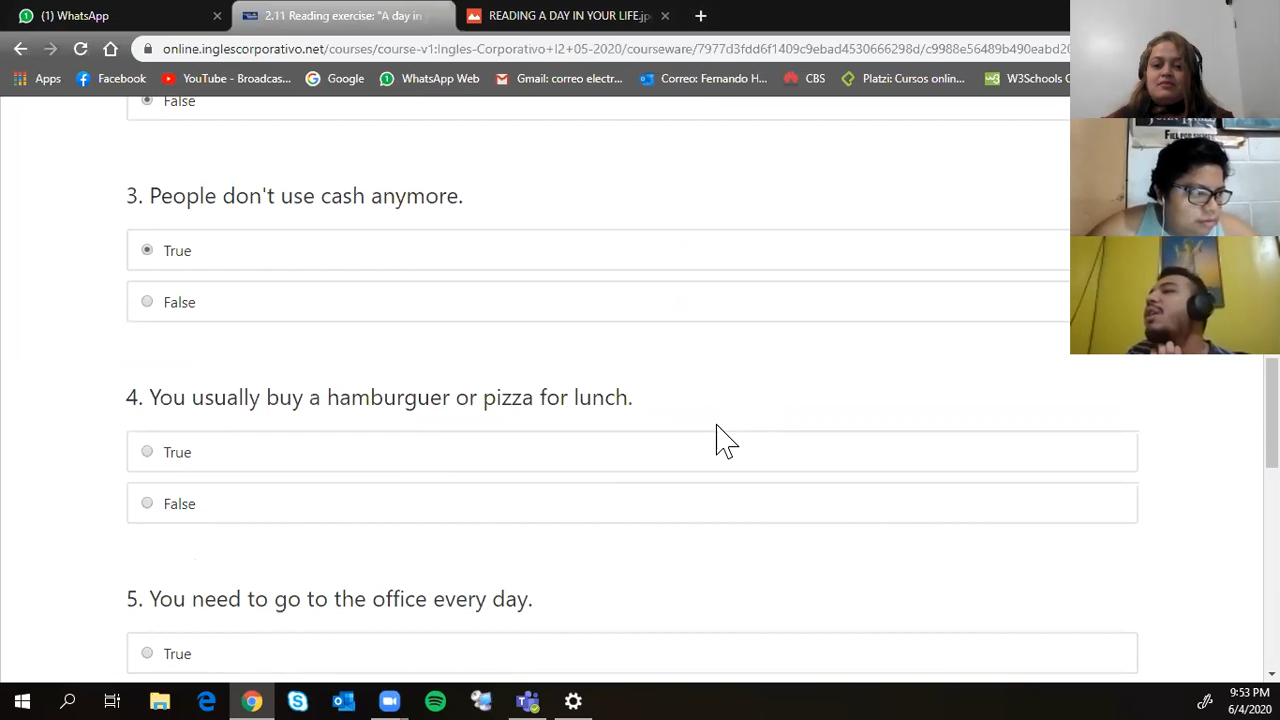 (1) WhatsApp
2.11 Reading exercise: "A day in
READING A DAY IN YOUR LIFE.jp
online.inglescorporativo.net/courses/course-v1:Ingles-Corporativo+I2+05-2020/courseware/7977d3fdd6f1409c9ebad4530666298d/c9988e56489b490eabd20
Apps
Facebook
YouTube - Broadcas...
Google
WhatsApp Web
Gmail: correo electr...
Correo: Fernando H...
CBS
Platzi: Cursos onlin...
W3Schools
False
3. People don't use cash anymore.
True
False
4. You usually buy a hamburguer or pizza for lunch.
True
False
5. You need to go to the office every day.
True
9:53 PM
6/4/2020